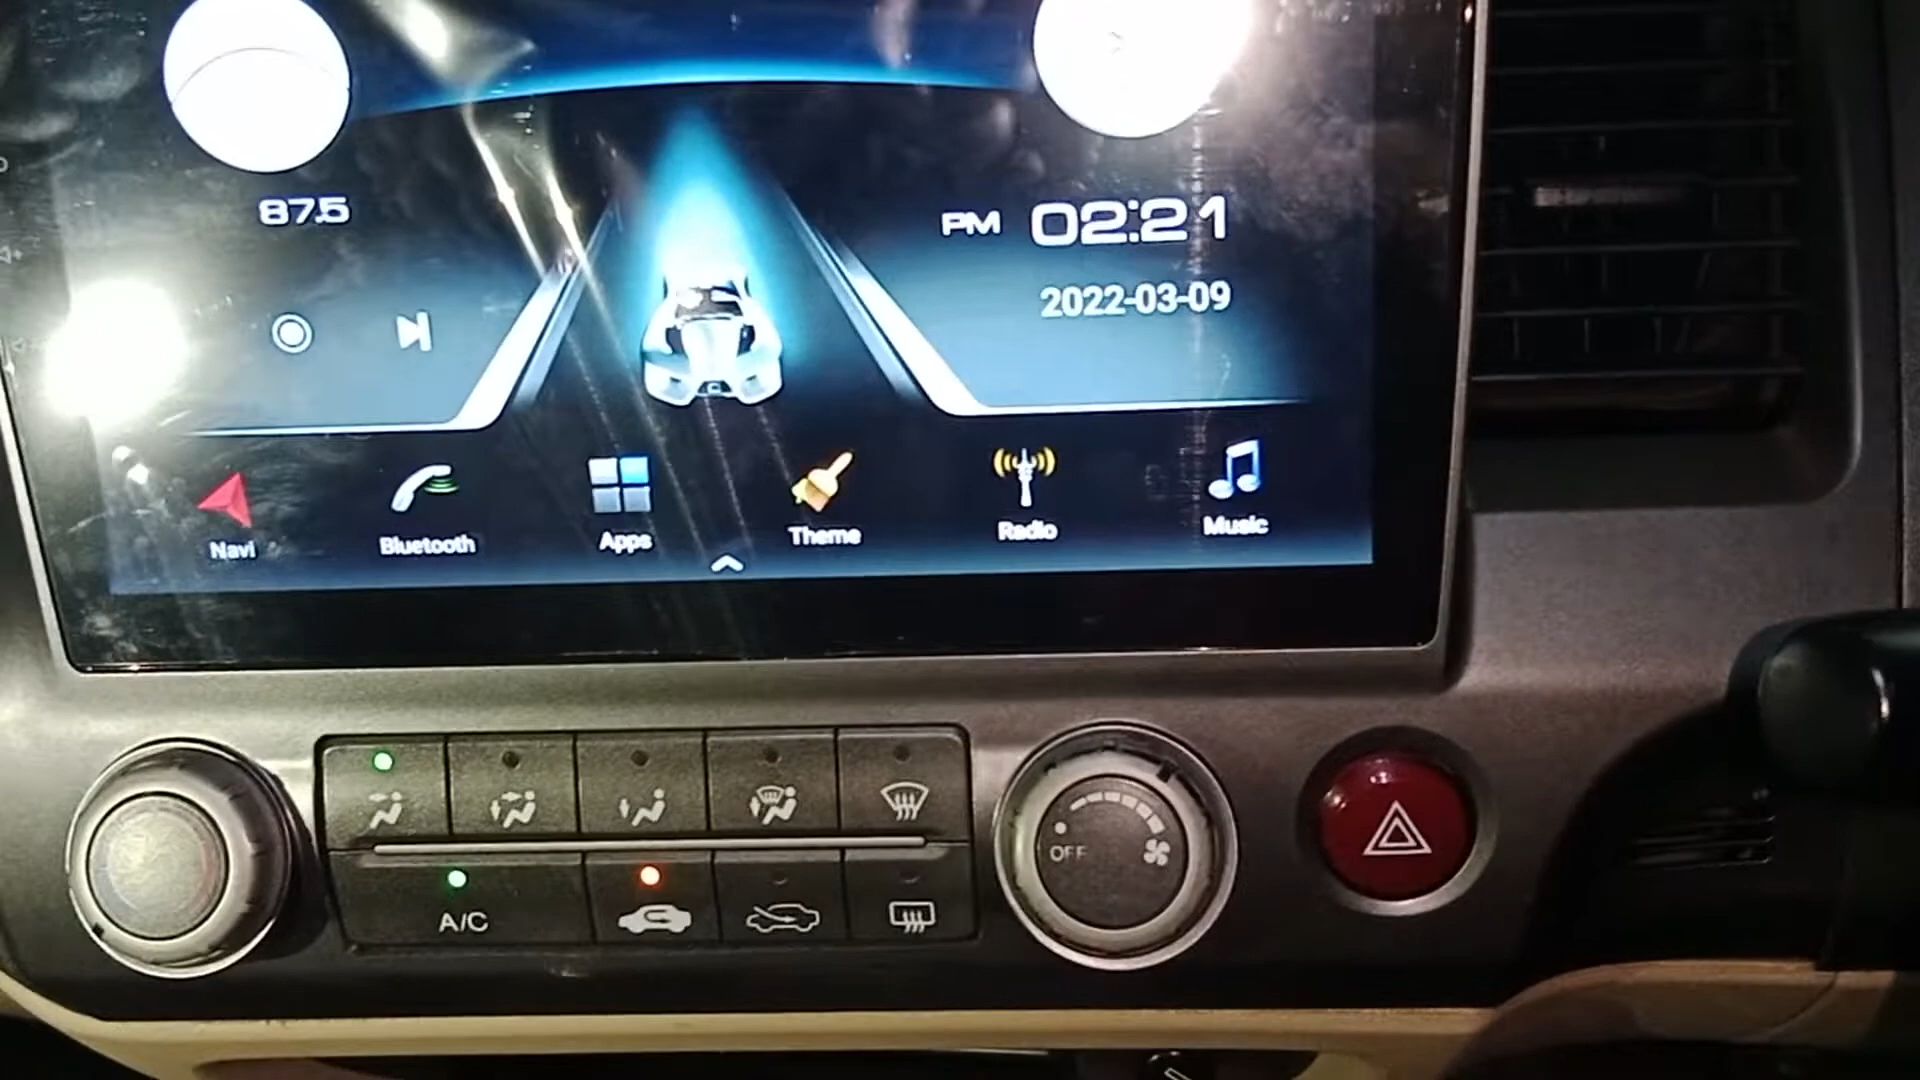 87.5
PM 02:21
2022-03-09
Navi
Bluetooth
Apps
Theme
Radio
Music
OFF
A/C